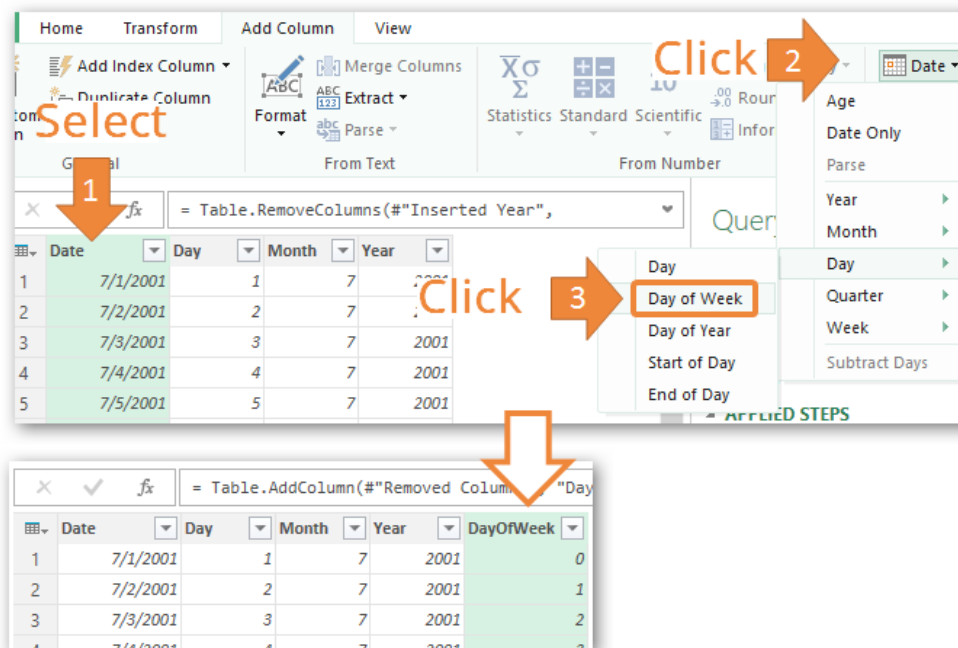 Home Transform Add Column View
Add Index Column
Duplicate Column
Format
Merge Columns
ABC Extract
123
abc Parse
From Text
Statistics Standard Scientific
From Number
Select
1
Click 2
Date
Age
Date Only
Parse
Year
Month
Day
Quarter
Week
Subtract Days
fx = Table.RemoveColumns(#"Inserted Year",
Date Day Month Year
1 7/1/2001 1 7
2 7/2/2001 2 7
3 7/3/2001 3 7 2001
4 7/4/2001 4 7 2001
5 7/5/2001 5 7 2001
Click 3
Day
Day of Week
Day of Year
Start of Day
End of Day
APPLIED STEPS
fx = Table.AddColumn(#"Removed "Day
Date Day Month Year DayOfWeek
1 7/1/2001 1 7 2001 0
2 7/2/2001 2 7 2001 1
3 7/3/2001 3 7 2001 2